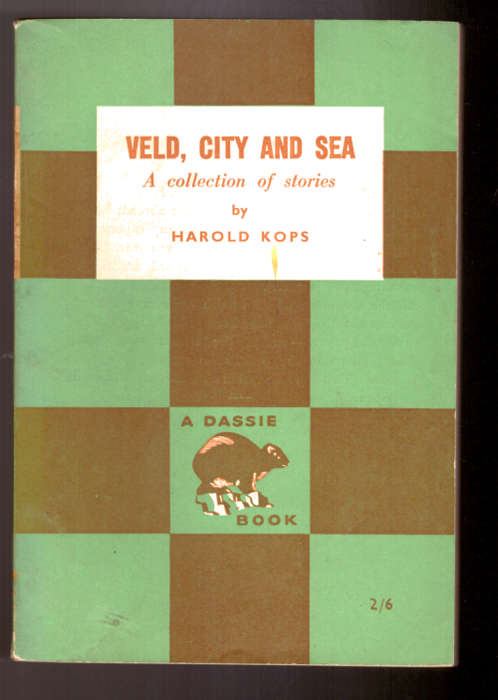 VELD, CITY AND SEA
A collection of stories
by
HAROLD KOPS
A DASSIE
BOOK
2/6